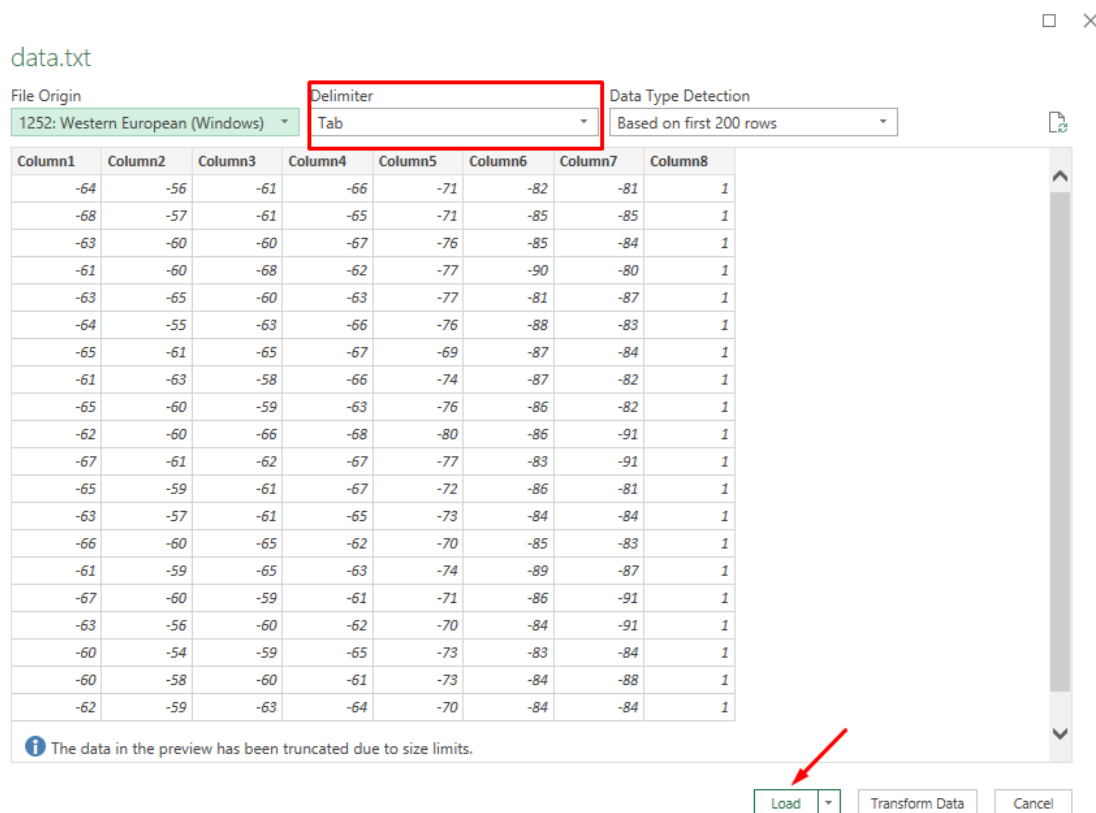 data.txt
File Origin Delimiter Data Type Detection
1252: Western European (Windows) Tab Based on first 200 rows
Column1 Column2 Column3 Column4 Column5 Column6 Column7 Column8
-64 -56 -61 -66 -71 -82 -81 1
-68 -57 -61 -65 -71 -85 -85 1
-63 -60 -60 -67 -76 -85 -84 1
-61 -60 -68 -62 -77 -90 -80 1
-63 -65 -60 -63 -77 -81 -87 1
-64 -55 -63 -66 -76 -88 -83 1
-65 -61 -65 -67 -69 -87 -84 1
-61 -63 -58 -66 -74 -87 -82 1
-65 -60 -59 -63 -76 -86 -82 1
-62 -60 -66 -68 -80 -86 -91 1
-67 -61 -62 -67 -77 -83 -91 1
-65 -59 -61 -67 -72 -86 -81 1
-63 -57 -61 -65 -73 -84 -84 1
-66 -60 -65 -62 -70 -85 -83 1
-61 -59 -65 -63 -74 -89 -87 1
-67 -60 -59 -61 -71 -86 -91 1
-63 -56 -60 -62 -70 -84 -91 1
-60 -54 -59 -65 -73 -83 -84 1
-60 -58 -60 -61 -73 -84 -88 1
-62 -59 -63 -64 -70 -84 -84 1
The data in the preview has been truncated due to size limits.
Load Transform Data Cancel